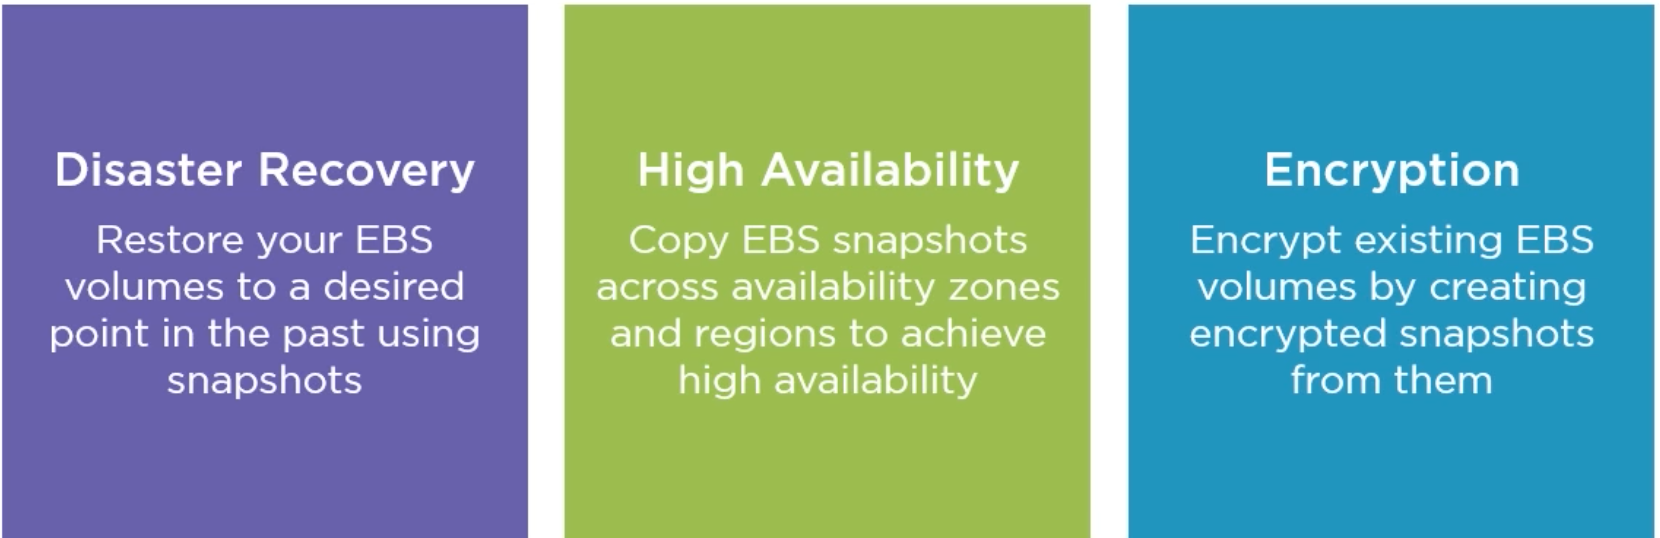 Disaster Recovery
Restore your EBS
volumes to a desired
point in the past using
snapshots
High Availability
Copy EBS snapshots
across availability zones
and regions to achieve
high availability
Encryption
Encrypt existing EBS
volumes by creating
encrypted snapshots
from them